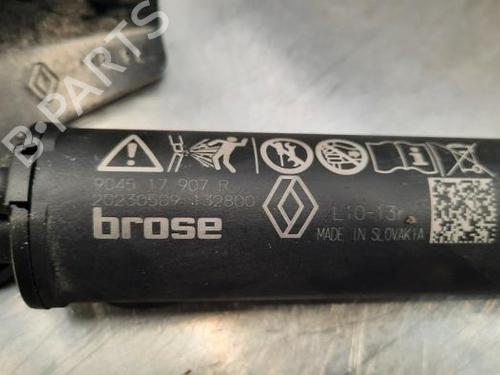 B-PARTS
9045 17 907 R
20230509 132800
brose
L10-13
MADE IN SLOVAKIA